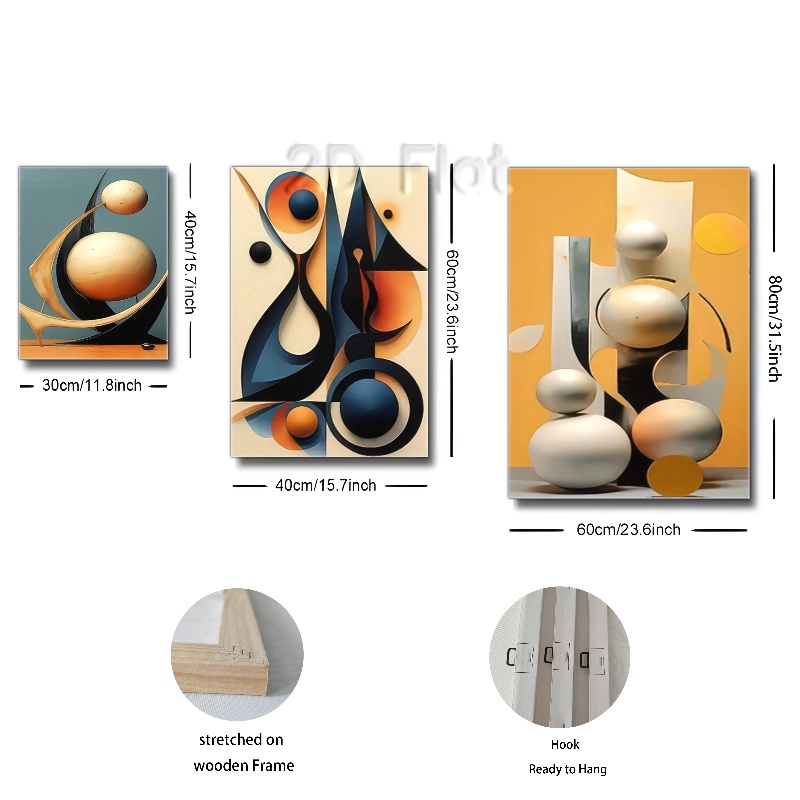 2D Flat
40cm/15.7inch
60cm/23.6inch
80cm/31.5inch
30cm/11.8inch
40cm/15.7inch
60cm/23.6inch
stretched on
wooden Frame
Hook
Ready to Hang